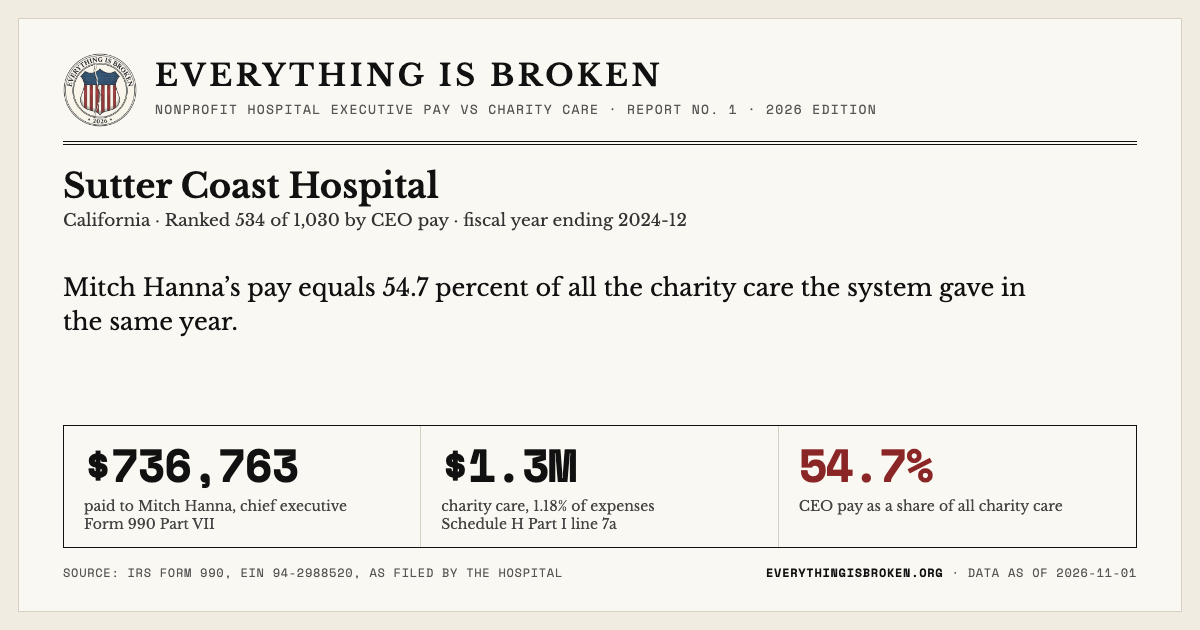 EVERYTHING IS BROKEN
2026
EVERYTHING IS BROKEN
NONPROFIT HOSPITAL EXECUTIVE PAY VS CHARITY CARE · REPORT NO. 1 · 2026 EDITION
Sutter Coast Hospital
California · Ranked 534 of 1,030 by CEO pay · fiscal year ending 2024-12
Mitch Hanna’s pay equals 54.7 percent of all the charity care the system gave in
the same year.
$736,763
paid to Mitch Hanna, chief executive
Form 990 Part VII
$1.3M
charity care, 1.18% of expenses
Schedule H Part I line 7a
54.7%
CEO pay as a share of all charity care
SOURCE: IRS FORM 990, EIN 94-2988520, AS FILED BY THE HOSPITAL
EVERYTHINGISBROKEN.ORG · DATA AS OF 2026-11-01